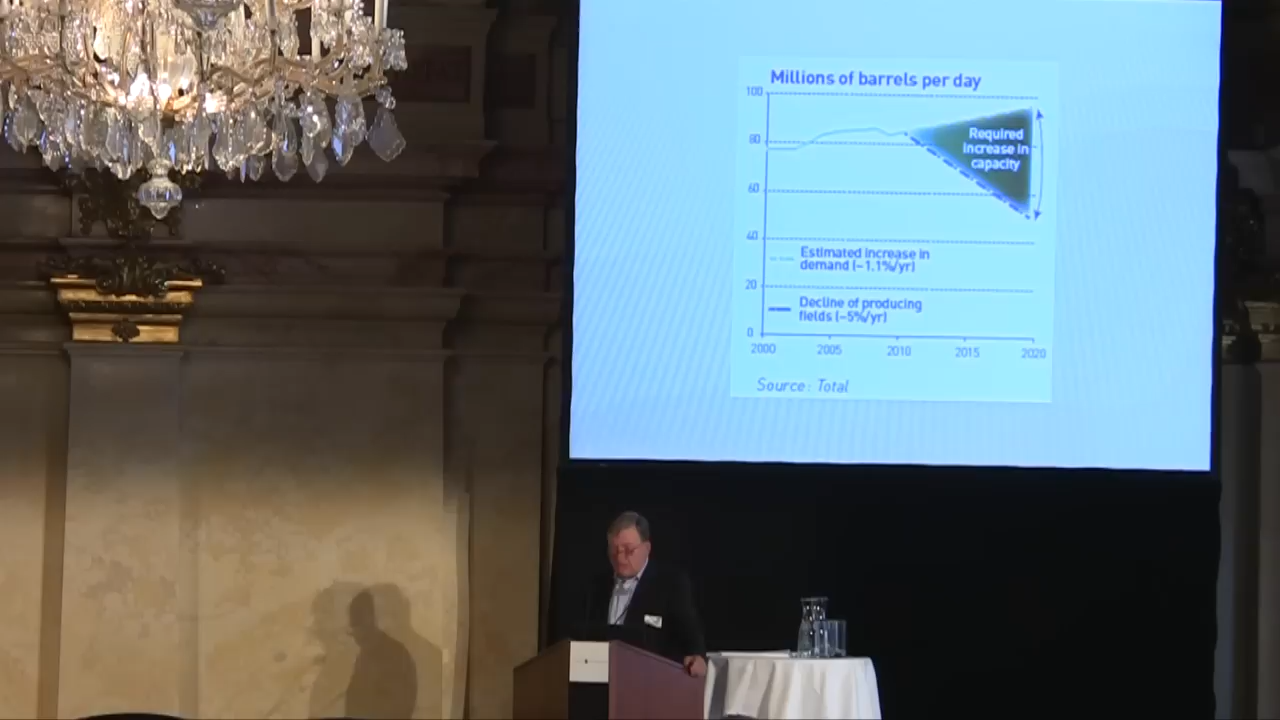 Millions of barrels per day
100
80
60
40
20
0
2000 2005 2010 2015 2020
Required
increase in
capacity
Estimated increase in
demand (~1.1%/yr)
Decline of producing
fields (~5%/yr)
Source: Total